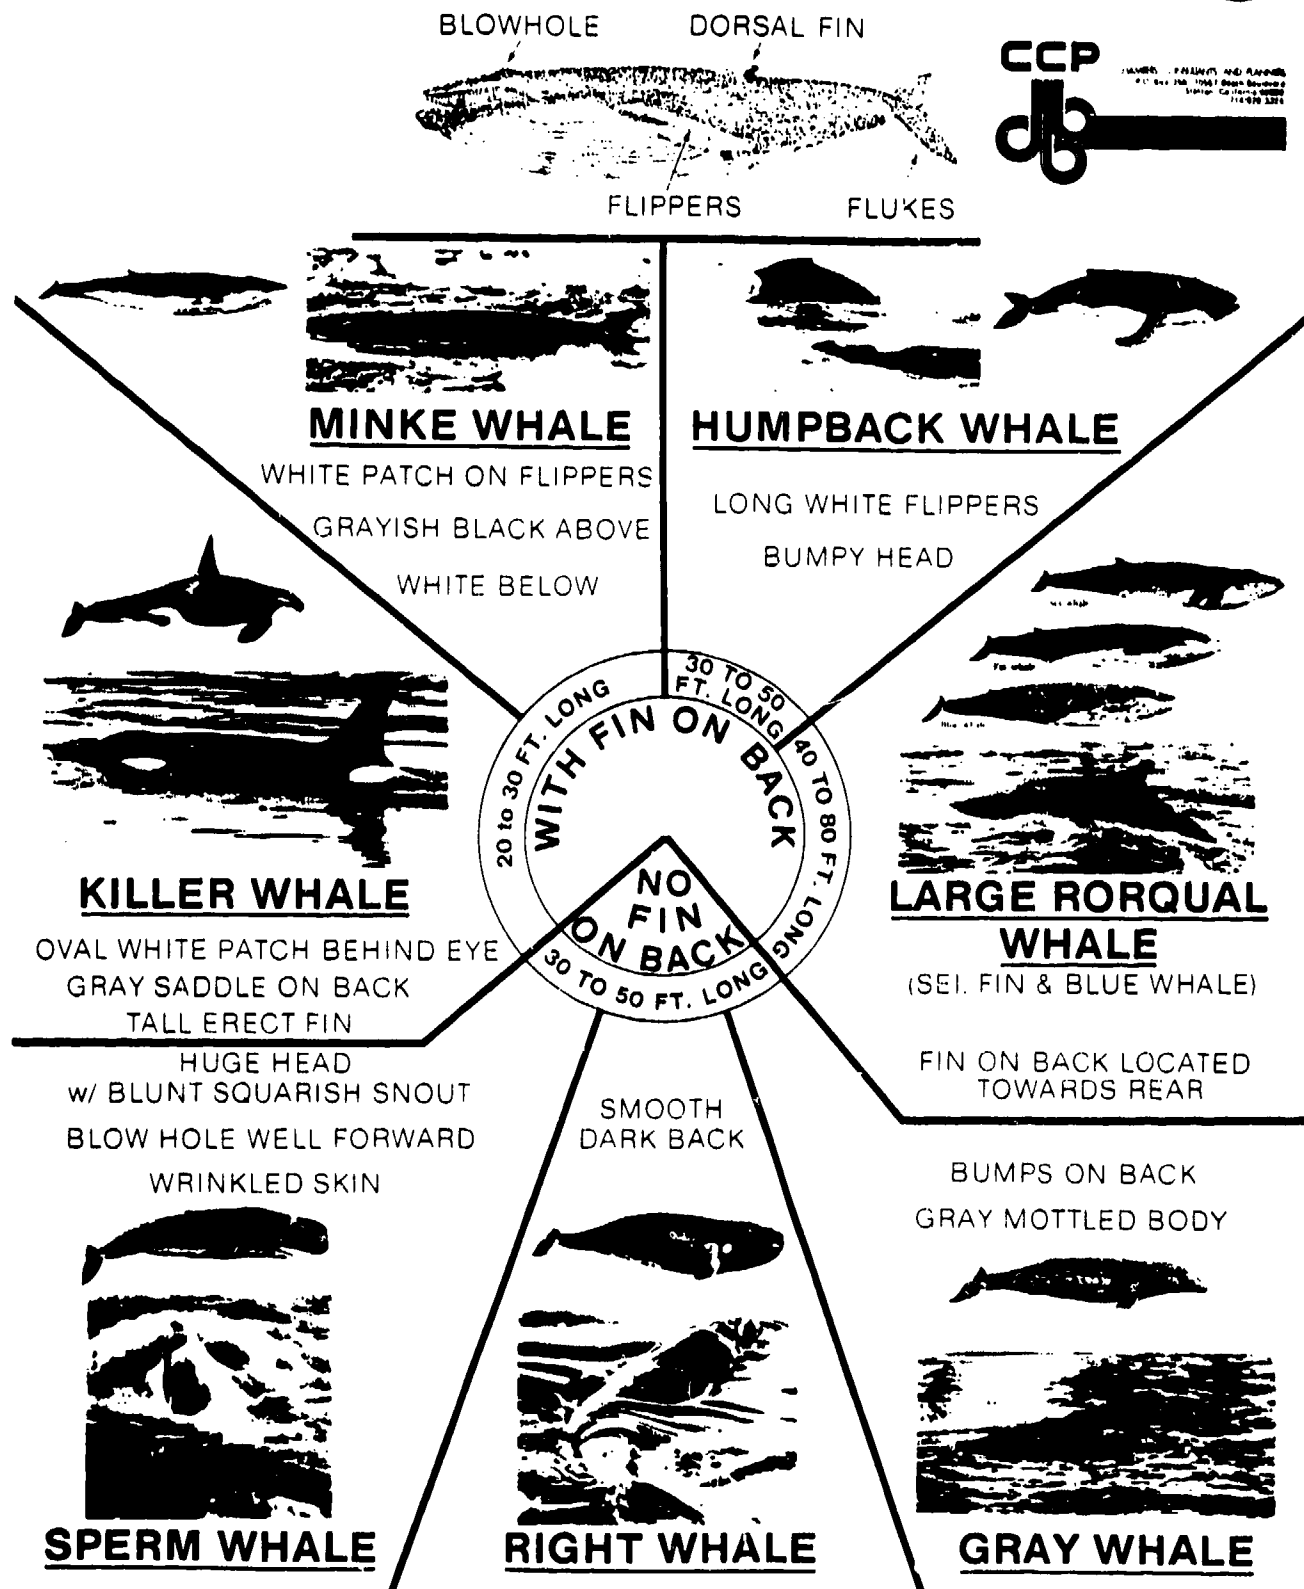 BLOWHOLE
DORSAL FIN
CCP
FLIPPERS
FLUKES
MINKE WHALE
WHITE PATCH ON FLIPPERS
GRAYISH BLACK ABOVE
WHITE BELOW
HUMPBACK WHALE
LONG WHITE FLIPPERS
BUMPY HEAD
KILLER WHALE
OVAL WHITE PATCH BEHIND EYE
GRAY SADDLE ON BACK
TALL ERECT FIN
20 to 30 FT. LONG
30 TO 50
FT. LONG
40 TO 80 FT. LONG
WITH FIN ON BACK
NO
FIN
ON BACK
30 TO 50 FT. LONG
Fin whale
LARGE RORQUAL
WHALE
(SEI, FIN & BLUE WHALE)
FIN ON BACK LOCATED
TOWARDS REAR
HUGE HEAD
w/ BLUNT SQUARISH SNOUT
BLOW HOLE WELL FORWARD
WRINKLED SKIN
SPERM WHALE
SMOOTH
DARK BACK
RIGHT WHALE
BUMPS ON BACK
GRAY MOTTLED BODY
GRAY WHALE